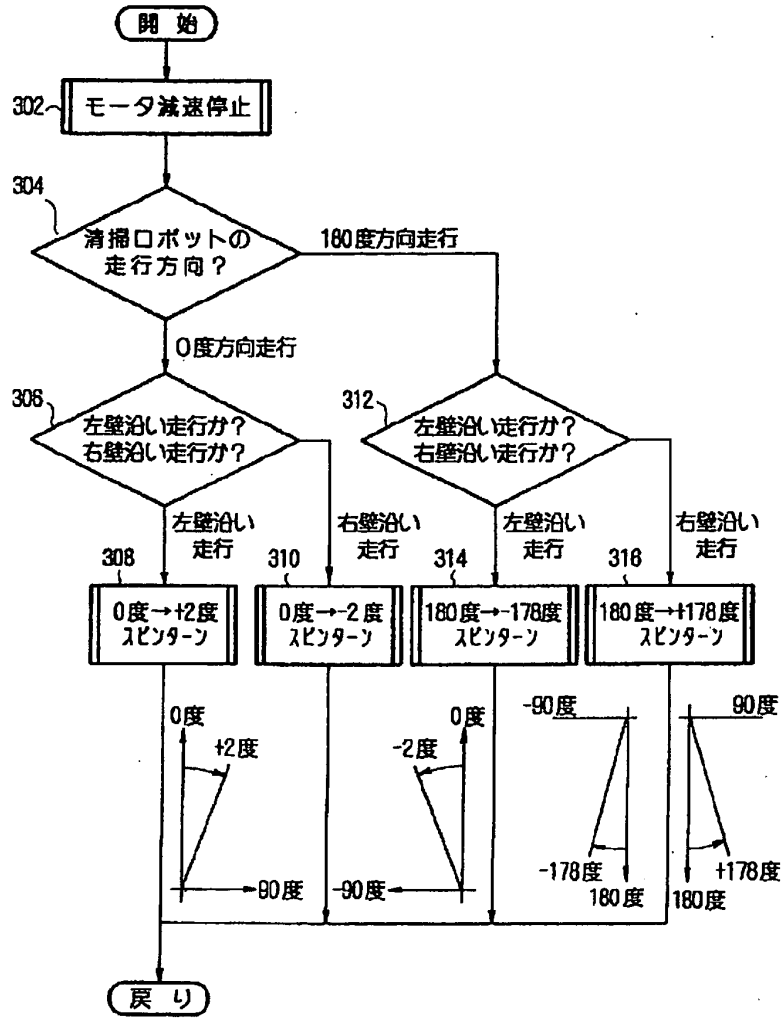 開始
302
モータ減速停止
304
清掃ロボットの
走行方向？
180度方向走行
0度方向走行
306
左壁沿い走行か？
右壁沿い走行か？
312
左壁沿い走行か？
右壁沿い走行か？
左壁沿い
走行
右壁沿い
走行
左壁沿い
走行
右壁沿い
走行
308
0度→+2度
スピンターン
310
0度→-2度
スピンターン
314
180度→-178度
スピンターン
316
180度→+178度
スピンターン
0度
+2度
90度
0度
-2度
-90度
-90度
-178度
180度
90度
+178度
180度
戻り